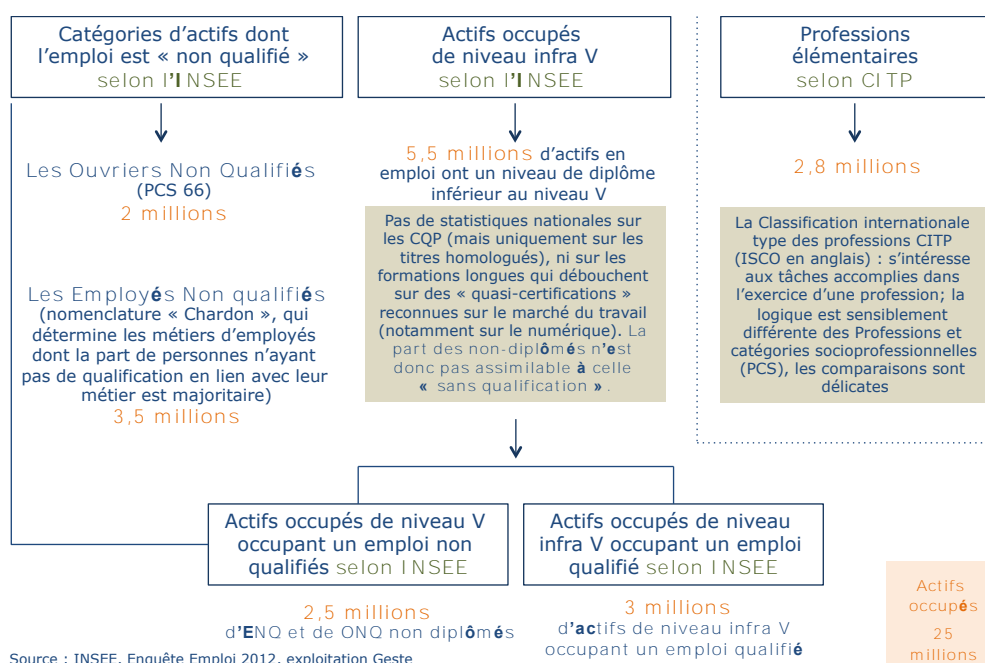 Catégories d'actifs dont
l'emploi est « non qualifié »
selon l'INSEE
Les Ouvriers Non Qualifiés
(PCS 66)
2 millions
Les Employés Non qualifiés
(nomenclature « Chardon », qui
détermine les métiers d'employés
dont la part de personnes n'ayant
pas de qualification en lien avec leur
métier est majoritaire)
3,5 millions
Actifs occupés
de niveau infra V
selon l'INSEE
5,5 millions d'actifs en
emploi ont un niveau de diplôme
inférieur au niveau V
Pas de statistiques nationales sur
les CQP (mais uniquement sur les
titres homologués), ni sur les
formations longues qui débouchent
sur des « quasi-certifications »
reconnues sur le marché du travail
(notamment sur le numérique). La
part des non-diplômés n'est
donc pas assimilable à celle
« sans qualification ».
Professions
élémentaires
selon CITP
2,8 millions
La Classification internationale
type des professions CITP
(ISCO en anglais) : s'intéresse
aux tâches accomplies dans
l'exercice d'une profession; la
logique est sensiblement
différente des Professions et
catégories socioprofessionnelles
(PCS), les comparaisons sont
délicates
Actifs occupés de niveau V
occupant un emploi non
qualifiés selon INSEE
2,5 millions
d'ENQ et de ONQ non diplômés
Actifs occupés de niveau
infra V occupant un emploi
qualifié selon INSEE
3 millions
d'actifs de niveau infra V
occupant un emploi qualifié
Actifs
occupés
25
millions
Source : INSEE, Enquête Emploi 2012, exploitation Geste